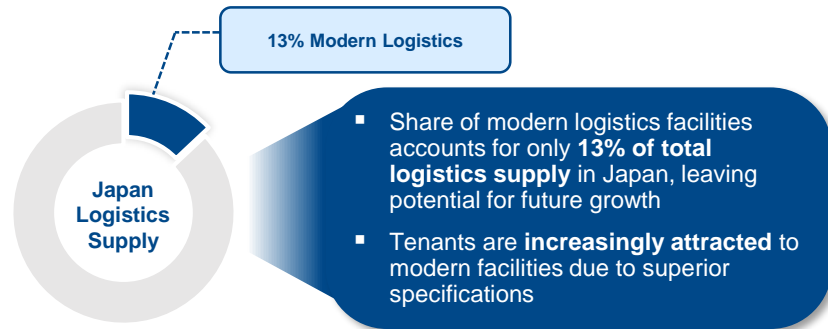 13% Modern Logistics
Japan
Logistics
Supply
▪ Share of modern logistics facilities
accounts for only 13% of total
logistics supply in Japan, leaving
potential for future growth
▪ Tenants are increasingly attracted to
modern facilities due to superior
specifications